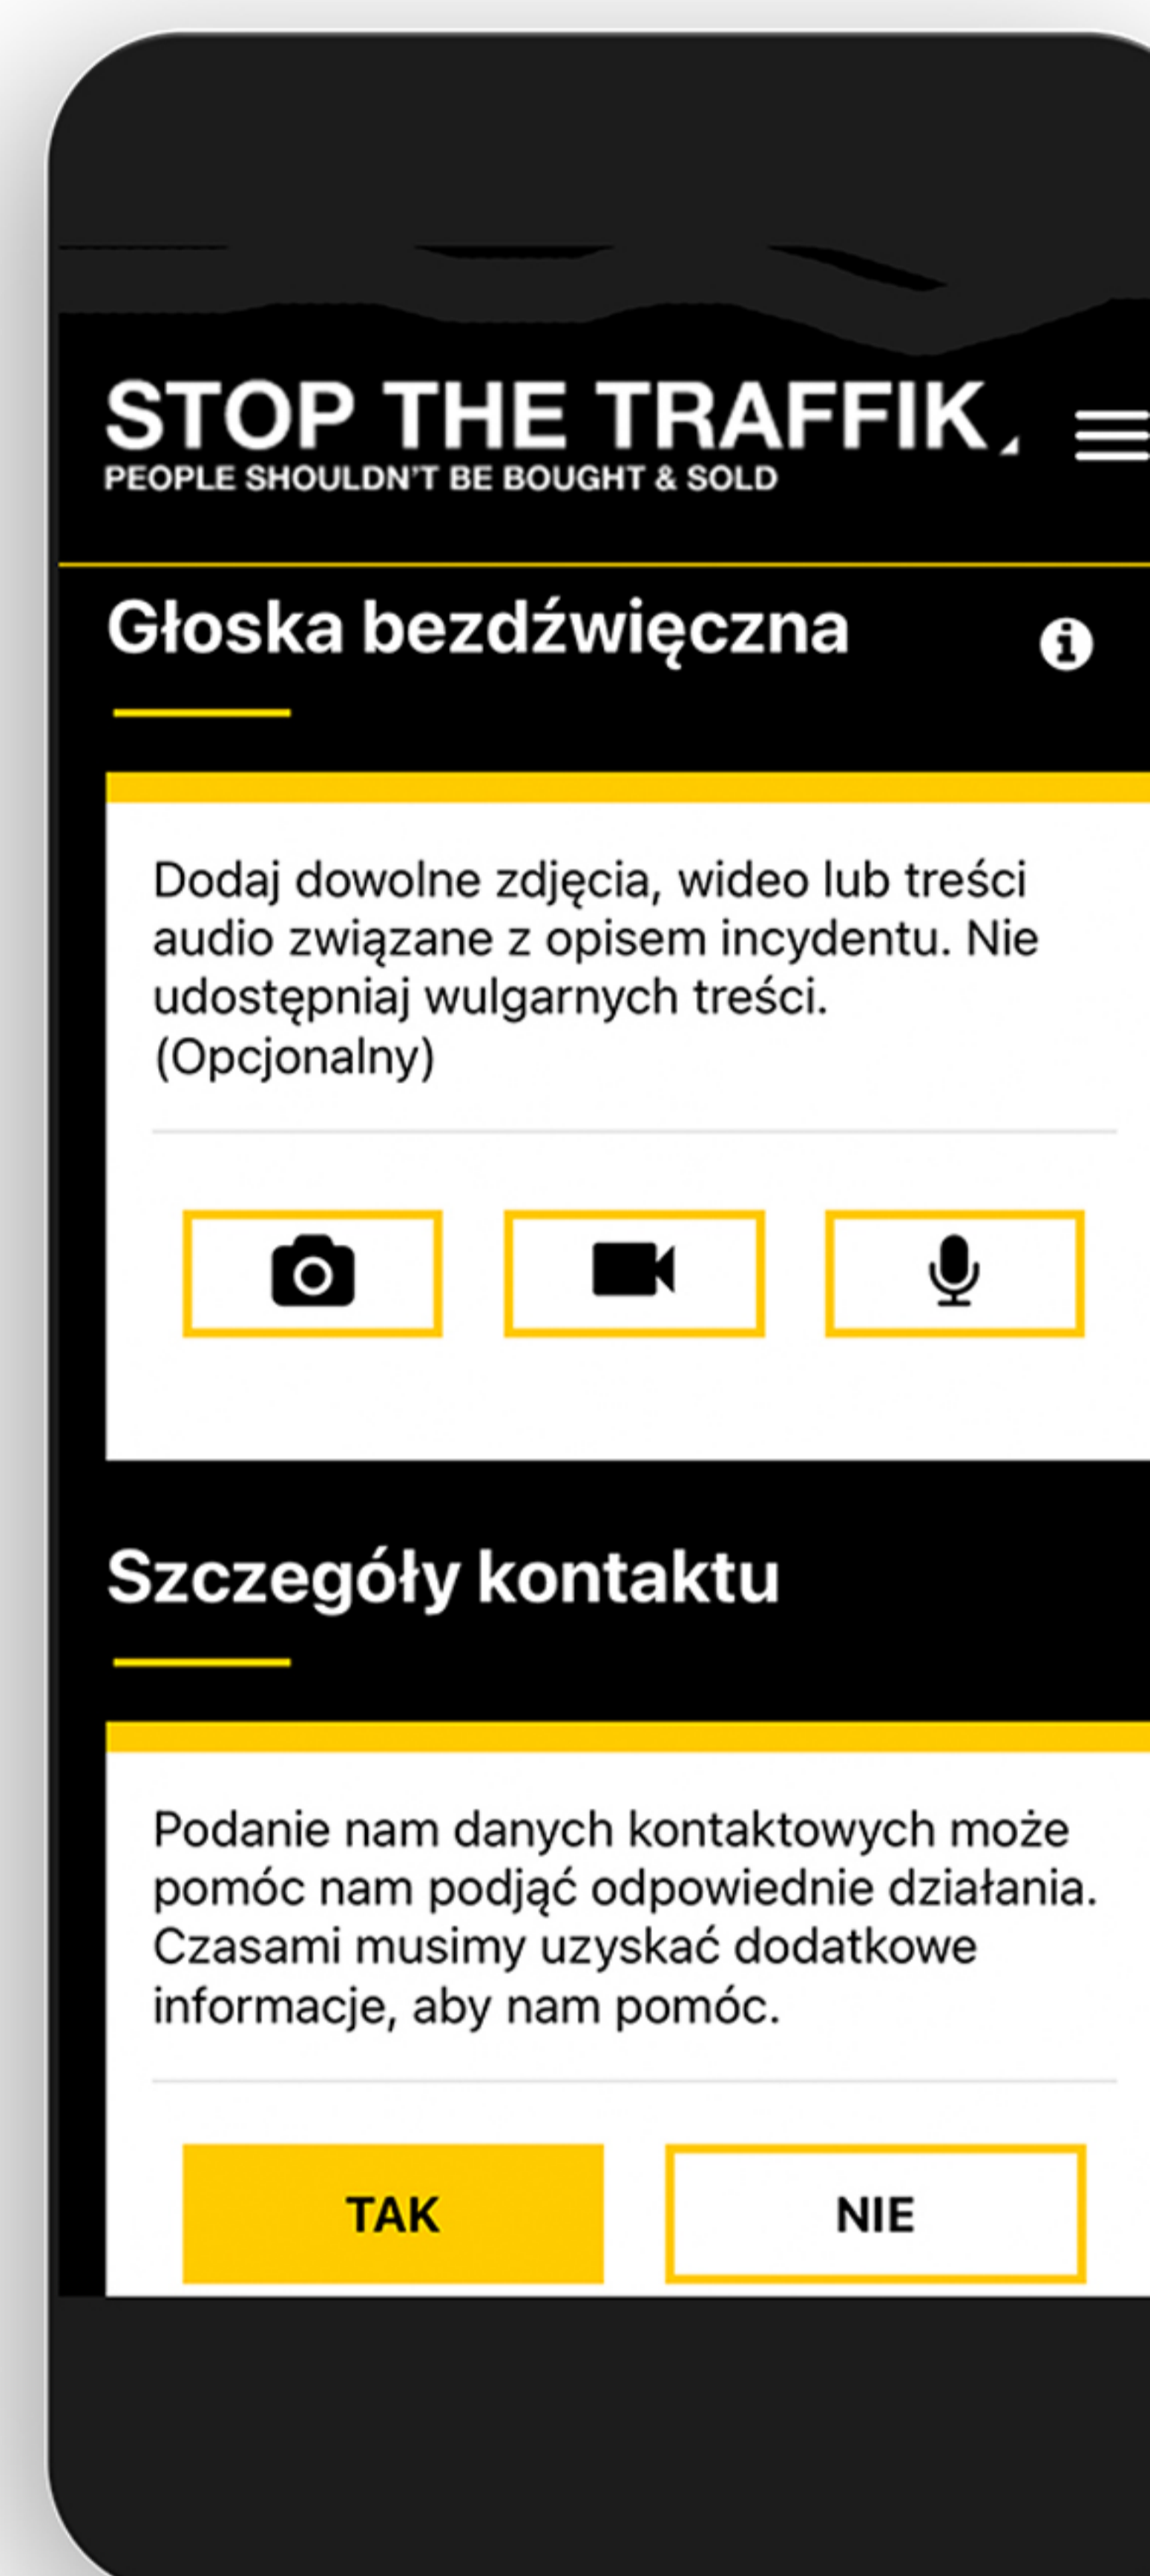 STOP THE TRAFFIK
PEOPLE SHOULDN'T BE BOUGHT & SOLD
Głoska bezdźwięczna
Dodaj dowolne zdjęcia, wideo lub treści
audio związane z opisem incydentu. Nie
udostępniaj wulgarnych treści.
(Opcjonalny)
Szczegóły kontaktu
Podanie nam danych kontaktowych może
pomóc nam podjąć odpowiednie działania.
Czasami musimy uzyskać dodatkowe
informacje, aby nam pomóc.
TAK
NIE